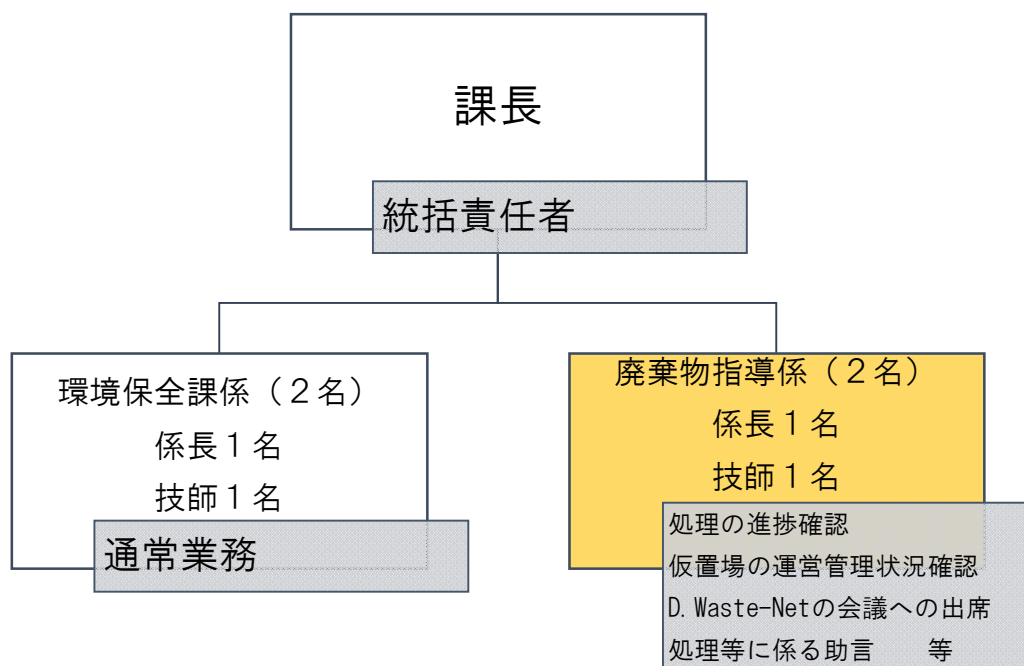 課長
統括責任者
環境保全課係（２名）
係長１名
技師１名
通常業務
廃棄物指導係（２名）
係長１名
技師１名
処理の進捗確認
仮置場の運営管理状況確認
D.Waste-Netの会議への出席
処理等に係る助言　　等